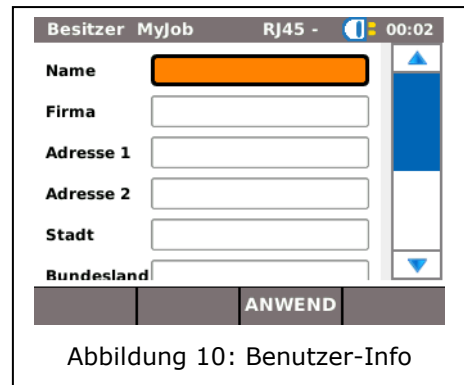 Besitzer MyJob RJ45 - 00:02
Name
Firma
Adresse 1
Adresse 2
Stadt
Bundesland
ANWEND
Abbildung 10: Benutzer-Info